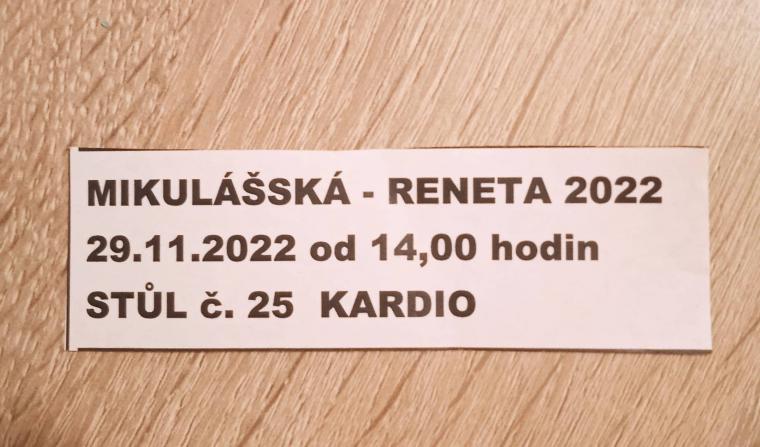 MIKULÁŠSKÁ - RENETA 2022
29.11.2022 od 14,00 hodin
STŮL č. 25 KARDIO